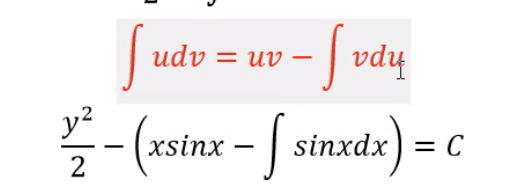 ∫ udv = uv − ∫ vdu
y²/2 − (xsinx − ∫ sinxdx) = C